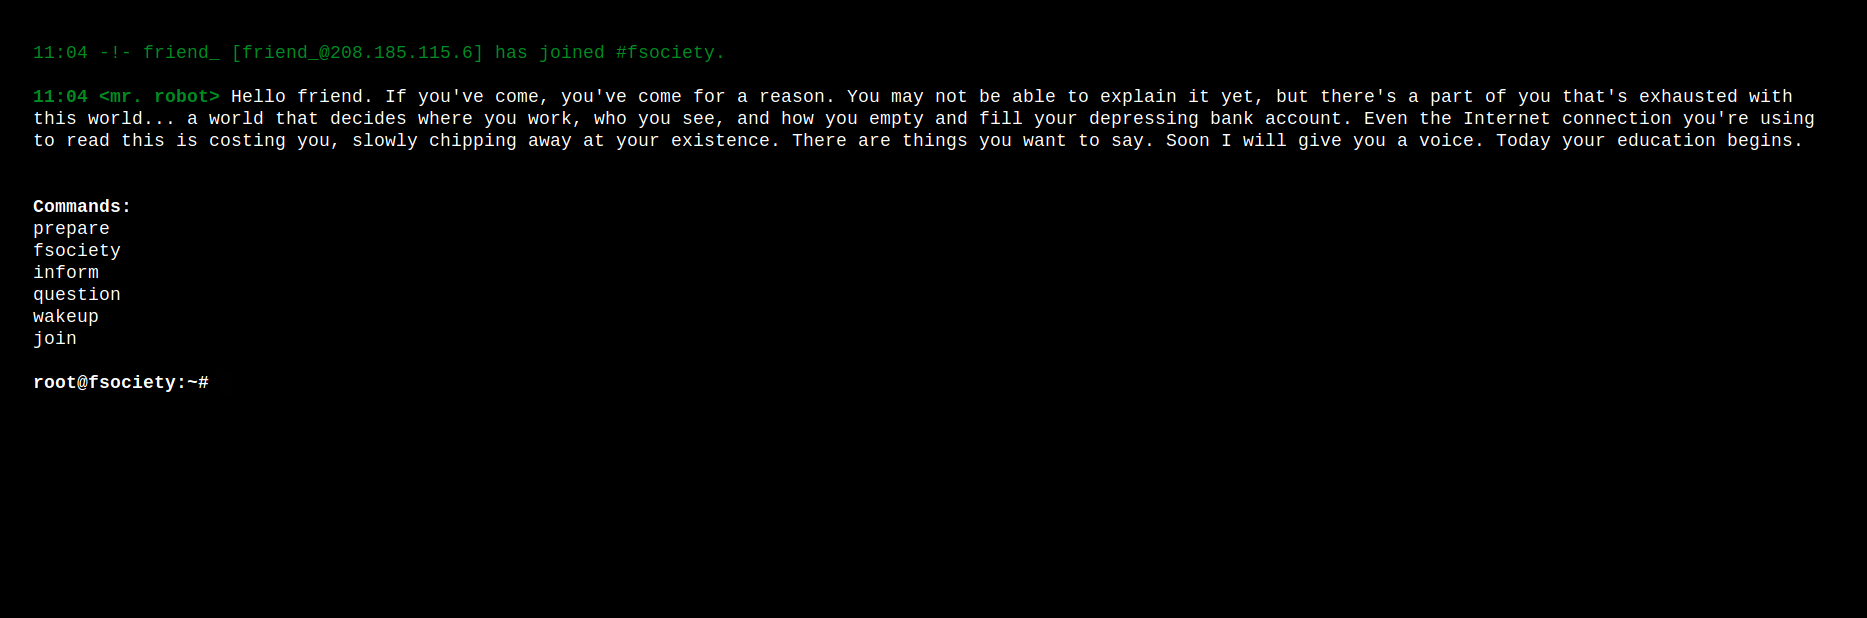 11:04 -!- friend_ [friend_@208.185.115.6] has joined #fsociety.
11:04 <mr. robot> Hello friend. If you've come, you've come for a reason. You may not be able to explain it yet, but there's a part of you that's exhausted with
this world... a world that decides where you work, who you see, and how you empty and fill your depressing bank account. Even the Internet connection you're using
to read this is costing you, slowly chipping away at your existence. There are things you want to say. Soon I will give you a voice. Today your education begins.
Commands:
prepare
fsociety
inform
question
wakeup
join
root@fsociety:~#